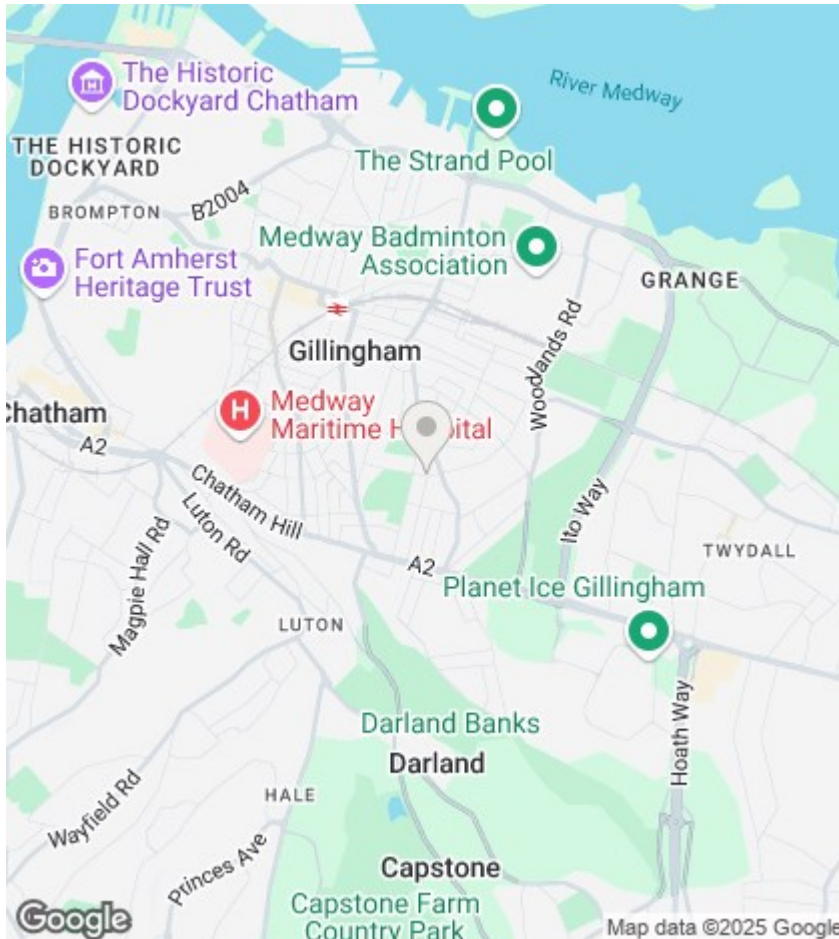 The Historic
Dockyard Chatham
River Medway
THE HISTORIC
DOCKYARD
The Strand Pool
BROMPTON
B2004
Medway Badminton
Association
Fort Amherst
Heritage Trust
GRANGE
Gillingham
Woodlands Rd
Chatham
A2
H
Medway
Maritime H pital
Chatham Hill
Luton Rd
Ito Way
Magpie Hall Rd
A2
TWYDALL
Planet Ice Gillingham
LUTON
Darland Banks
Darland
Hoath Way
HALE
Wayfield Rd
Princes Ave
Capstone
Capstone Farm
Country Park
Google
Map data ©2025 Google